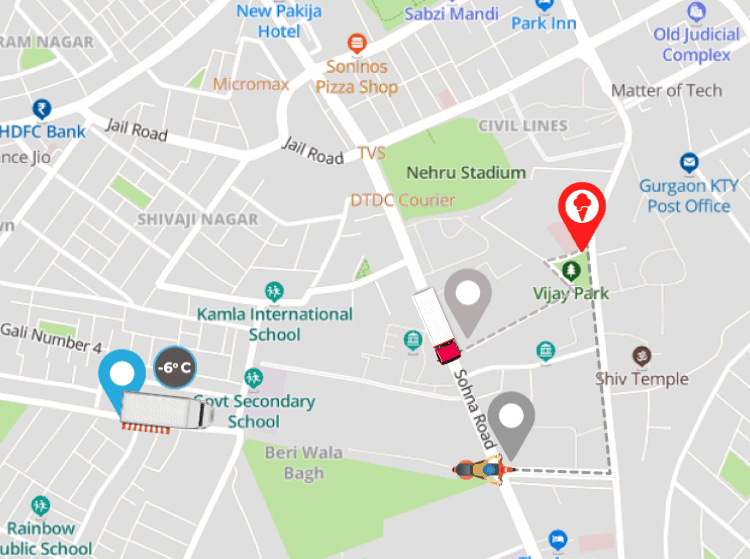 New Pakija
Hotel
Sabzi Mandi
Park Inn
Old Judicial
Complex
RAM NAGAR
Soninos
Pizza Shop
Micromax
Matter of Tech
HDFC Bank
Jail Road
CIVIL LINES
Jail Road
TVS
ance Jio
Nehru Stadium
Gurgaon KTY
Post Office
DTDC Courier
SHIVAJI NAGAR
wn
Vijay Park
Kamla International
School
Gali Number 4
-6° C
Shiv Temple
Govt Secondary
School
Sohna Road
Beri Wala
Bagh
Rainbow
Public School